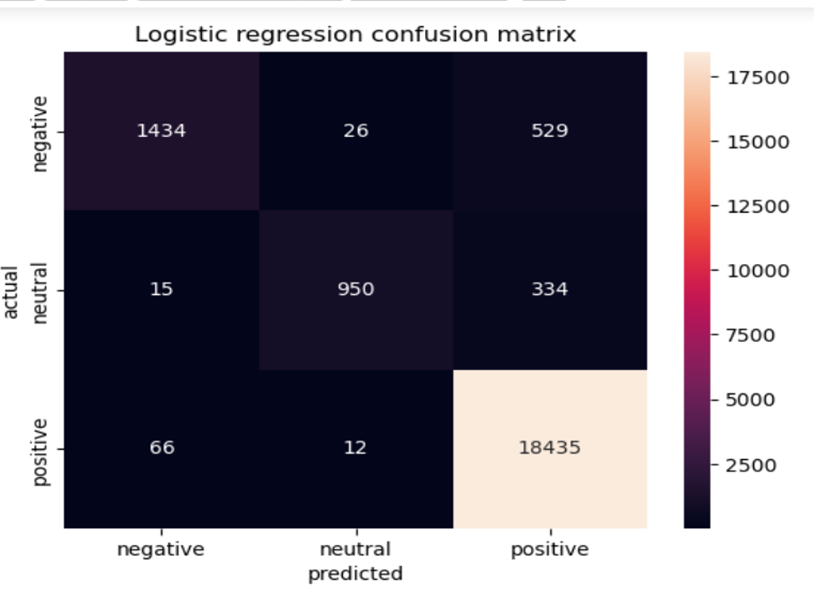 Logistic regression confusion matrix
negative
1434
26
529
actual
neutral
15
950
334
positive
66
12
18435
negative
neutral
positive
predicted
17500
15000
12500
10000
7500
5000
2500